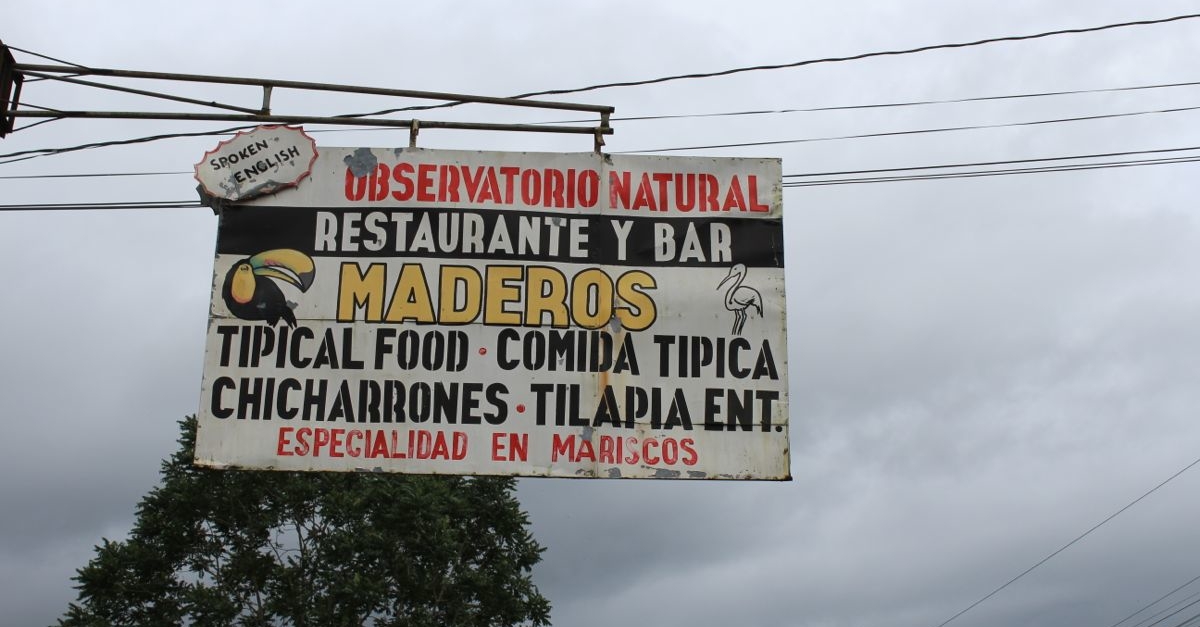 SPOKEN
ENGLISH
OBSERVATORIO NATURAL
RESTAURANTE Y BAR
MADEROS
TIPICAL FOOD · COMIDA TIPICA
CHICHARRONES · TILAPIA ENT.
ESPECIALIDAD EN MARISCOS